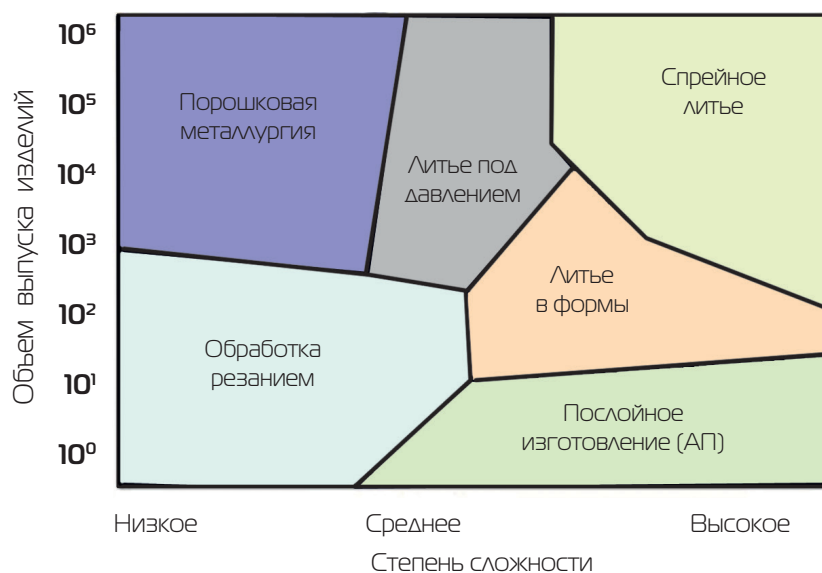 Объем выпуска изделий
10⁶
10⁵
10⁴
10³
10²
10¹
10⁰
Порошковая
металлургия
Литье под
давлением
Спрейное
литье
Литье
в формы
Обработка
резанием
Послойное
изготовление (АП)
Низкое
Среднее
Высокое
Степень сложности